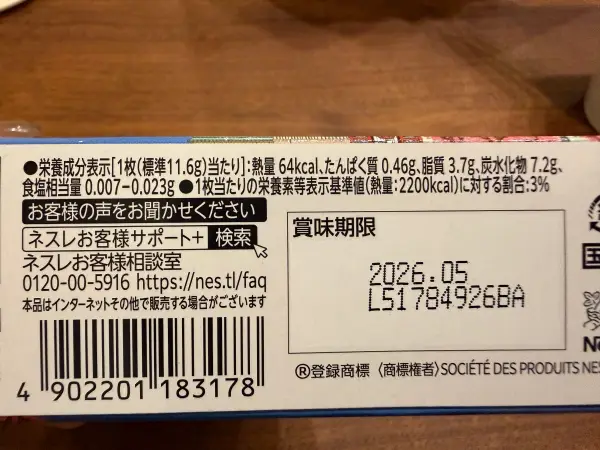 ●栄養成分表示[1枚(標準11.6g)当たり]:熱量 64kcal、たんぱく質 0.46g、脂質 3.7g、炭水化物 7.2g、
食塩相当量 0.007−0.023g ●1枚当たりの栄養素等表示基準値(熱量:2200kcal)に対する割合:3%
お客様の声をお聞かせください
ネスレお客様サポート+ 検索
ネスレお客様相談室
0120-00-5916 https://nes.tl/faq
本品はインターネットその他で販売する場合がございます
4 902201 183178
賞味期限
2026.05
L51784926BA
®登録商標 〈商標権者〉SOCIÉTÉ DES PRODUITS NES
国